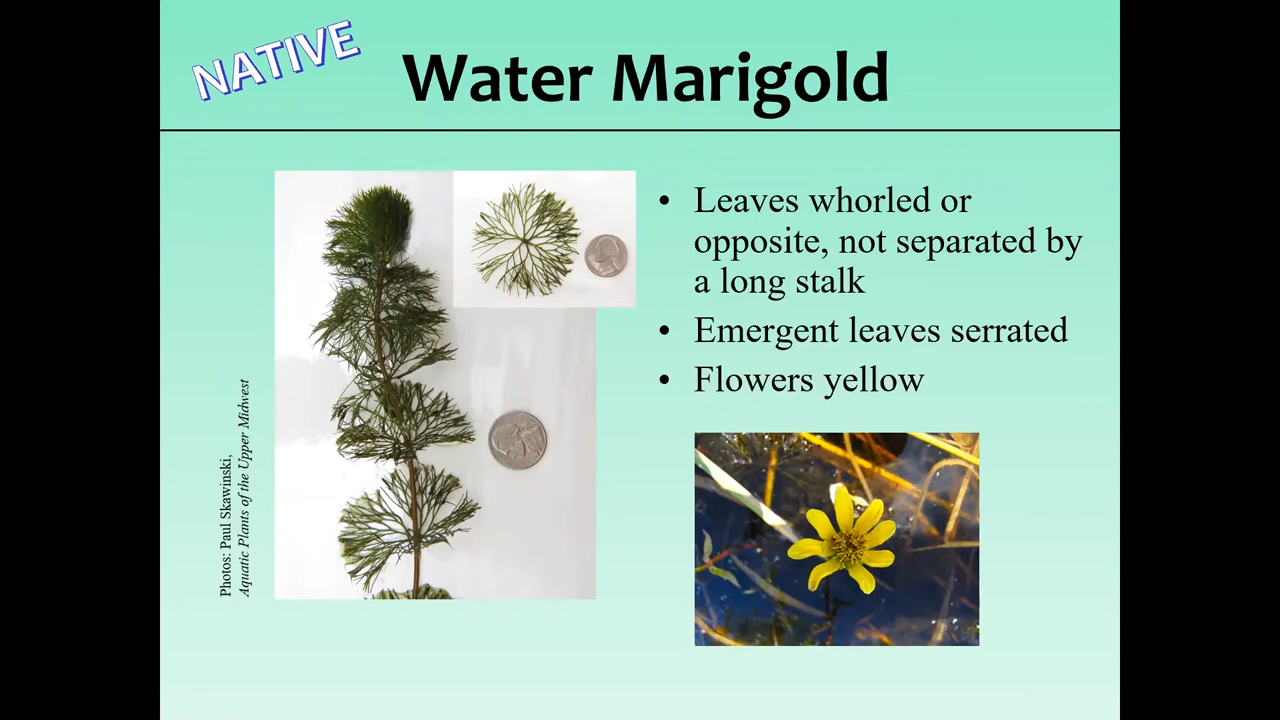 NATIVE
Water Marigold
• Leaves whorled or
opposite, not separated by
a long stalk
• Emergent leaves serrated
• Flowers yellow
Photos: Paul Skawinski,
Aquatic Plants of the Upper Midwest